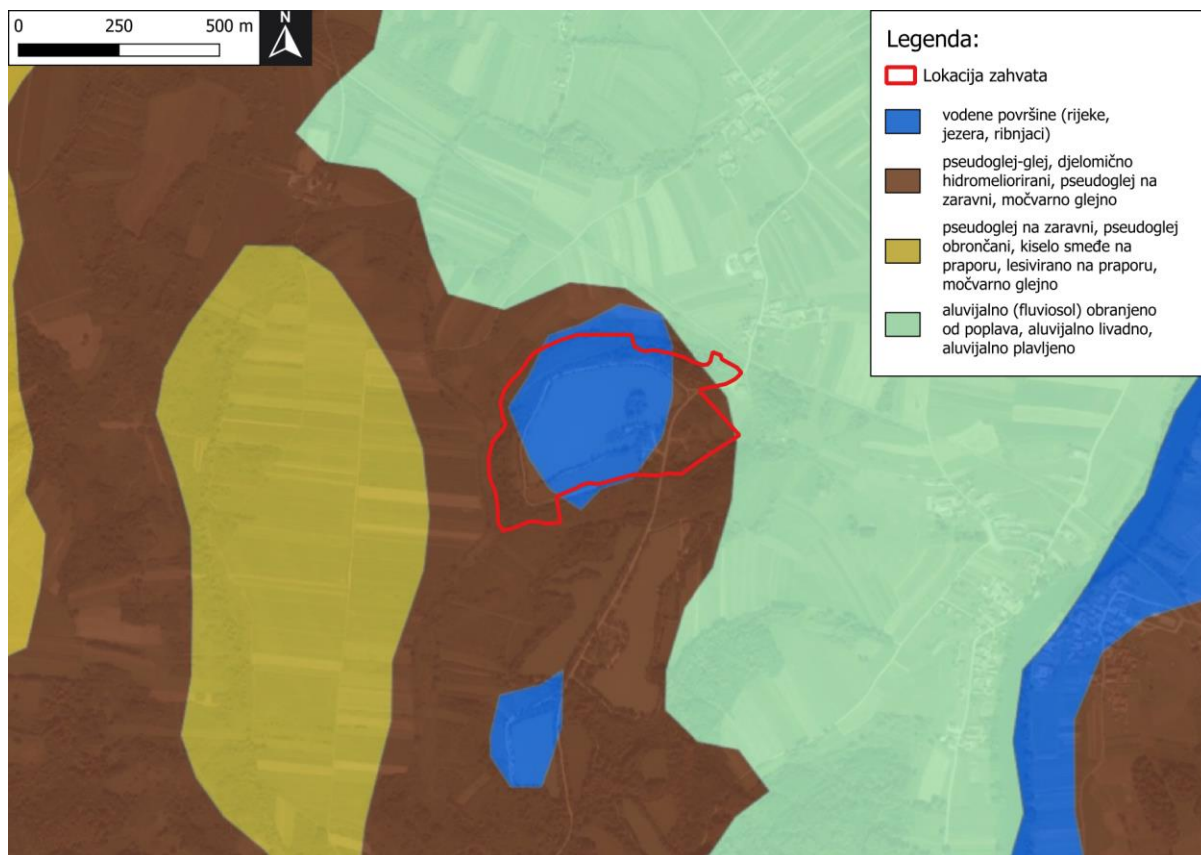 0 250 500 m
N
Legenda:
Lokacija zahvata
vodene površine (rijeke,
jezera, ribnjaci)
pseudoglej-glej, djelomično
hidromeliorirani, pseudoglej na
zaravni, močvarno glejno
pseudoglej na zaravni, pseudoglej
obrončani, kiselo smeđe na
praporu, lesivirano na praporu,
močvarno glejno
aluvijalno (fluviosol) obranjeno
od poplava, aluvijalno livadno,
aluvijalno plavljeno